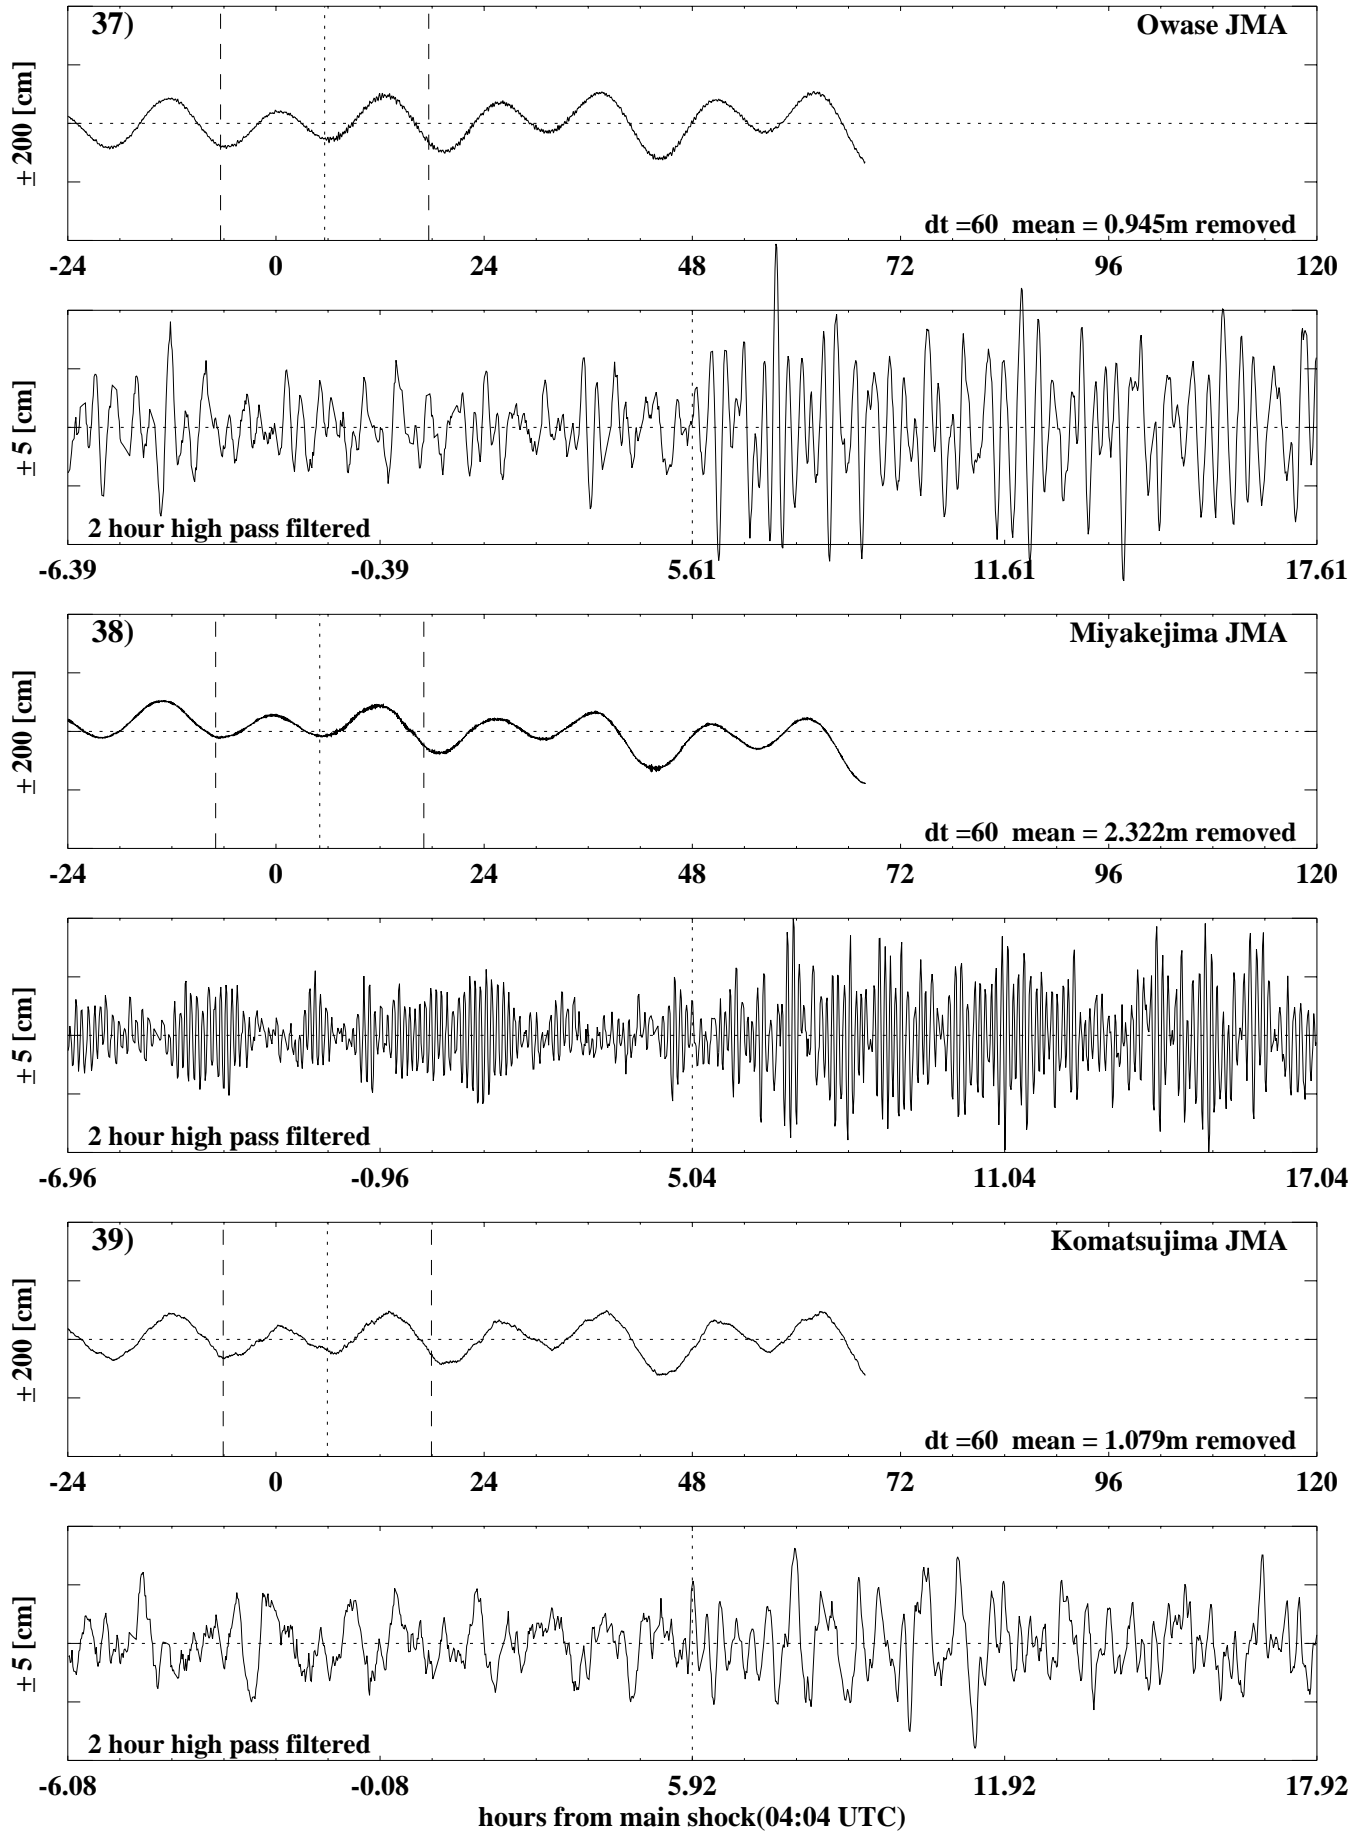 37)
Owase JMA
± 200 [cm]
dt =60 mean = 0.945m removed
-24 0 24 48 72 96 120
± 5 [cm]
2 hour high pass filtered
-6.39 -0.39 5.61 11.61 17.61
38)
Miyakejima JMA
± 200 [cm]
dt =60 mean = 2.322m removed
-24 0 24 48 72 96 120
± 5 [cm]
2 hour high pass filtered
-6.96 -0.96 5.04 11.04 17.04
39)
Komatsujima JMA
± 200 [cm]
dt =60 mean = 1.079m removed
-24 0 24 48 72 96 120
± 5 [cm]
2 hour high pass filtered
-6.08 -0.08 5.92 11.92 17.92
hours from main shock(04:04 UTC)